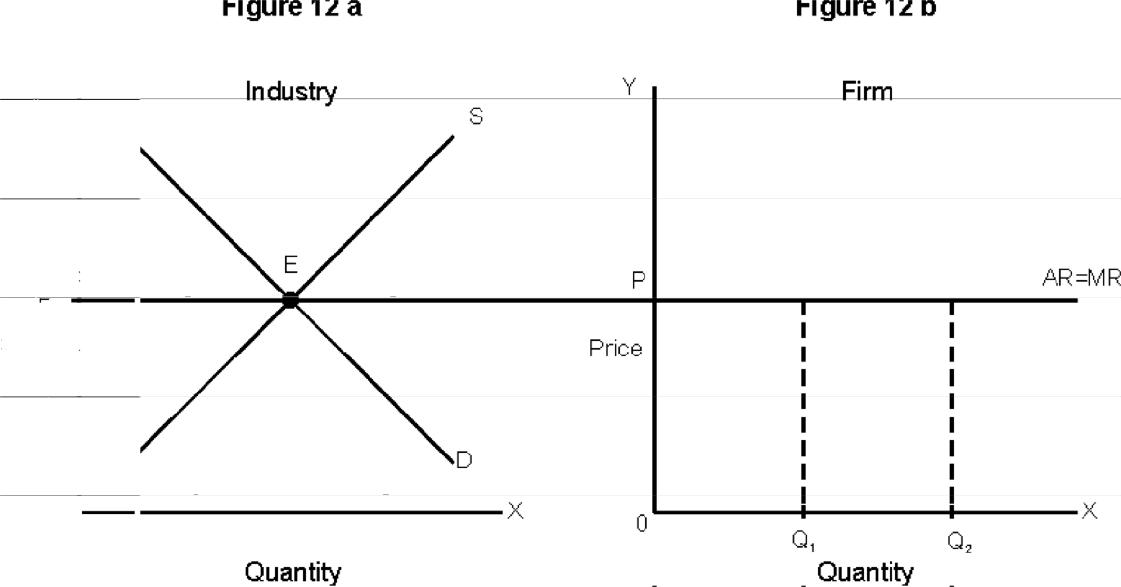 Figure 12 a
Figure 12 b
Industry
Y
Firm
S
E
P
AR=MR
Price
D
X
0
X
Q₁
Q₂
Quantity
Quantity